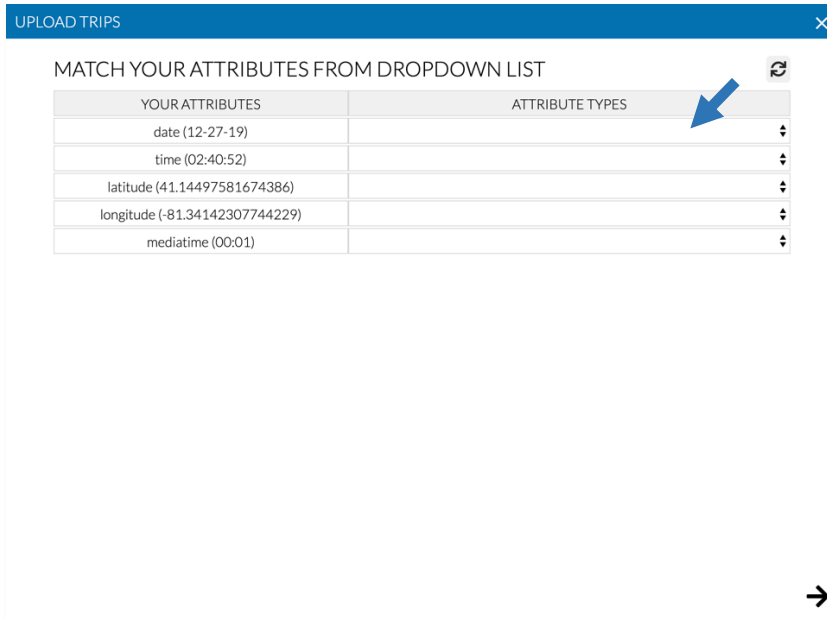 UPLOAD TRIPS
MATCH YOUR ATTRIBUTES FROM DROPDOWN LIST
YOUR ATTRIBUTES ATTRIBUTE TYPES
date (12-27-19)
time (02:40:52)
latitude (41.14497581674386)
longitude (-81.34142307744229)
mediatime (00:01)